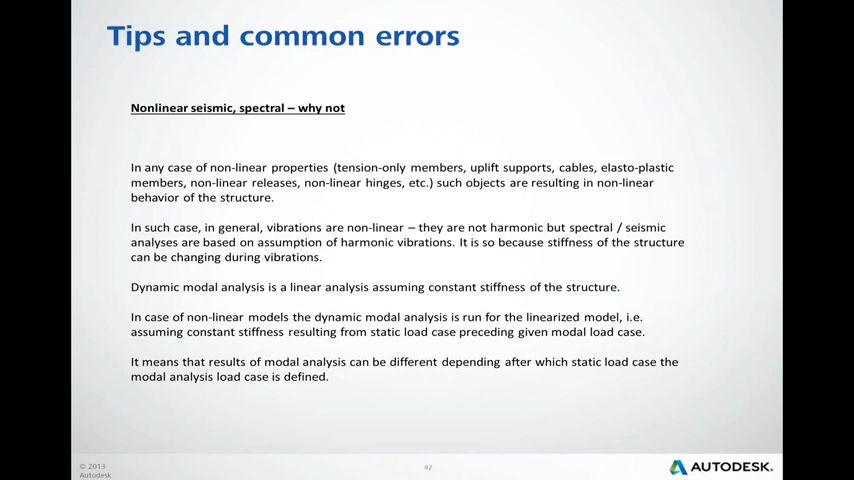 Tips and common errors
Nonlinear seismic, spectral – why not
In any case of non-linear properties (tension-only members, uplift supports, cables, elasto-plastic
members, non-linear releases, non-linear hinges, etc.) such objects are resulting in non-linear
behavior of the structure.
In such case, in general, vibrations are non-linear – they are not harmonic but spectral / seismic
analyses are based on assumption of harmonic vibrations. It is so because stiffness of the structure
can be changing during vibrations.
Dynamic modal analysis is a linear analysis assuming constant stiffness of the structure.
In case of non-linear models the dynamic modal analysis is run for the linearized model, i.e.
assuming constant stiffness resulting from static load case preceding given modal load case.
It means that results of modal analysis can be different depending after which static load case the
modal analysis load case is defined.
© 2013
Autodesk
42
AUTODESK.